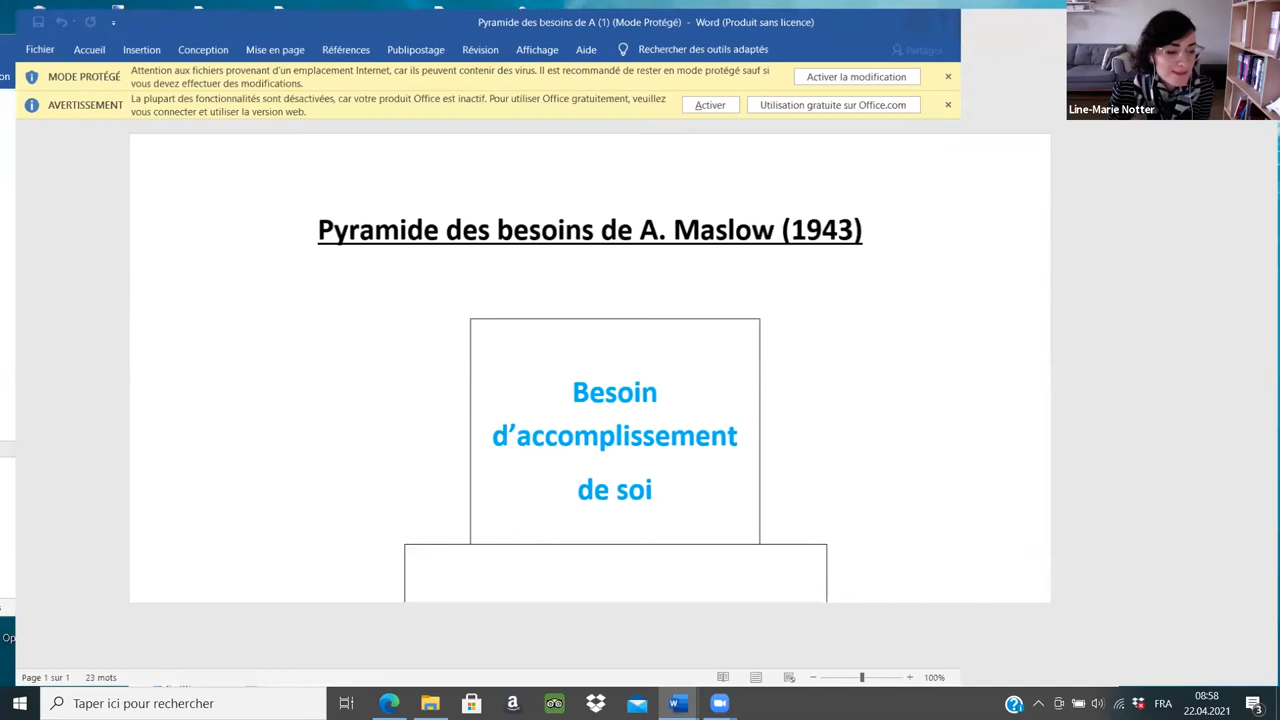 Pyramide des besoins de A (1) (Mode Protégé) - Word (Produit sans licence)
Fichier Accueil Insertion Conception Mise en page Références Publipostage Révision Affichage Aide Rechercher des outils adaptés Partager
MODE PROTÉGÉ Attention aux fichiers provenant d'un emplacement Internet, car ils peuvent contenir des virus. Il est recommandé de rester en mode protégé sauf si
vous devez effectuer des modifications.
Activer la modification
AVERTISSEMENT La plupart des fonctionnalités sont désactivées, car votre produit Office est inactif. Pour utiliser Office gratuitement, veuillez
vous connecter et utiliser la version web.
Activer Utilisation gratuite sur Office.com
Line-Marie Notter
Pyramide des besoins de A. Maslow (1943)
Besoin
d'accomplissement
de soi
Op
Page 1 sur 1 23 mots 100%
Taper ici pour rechercher
FRA
08:58
22.04.2021
3